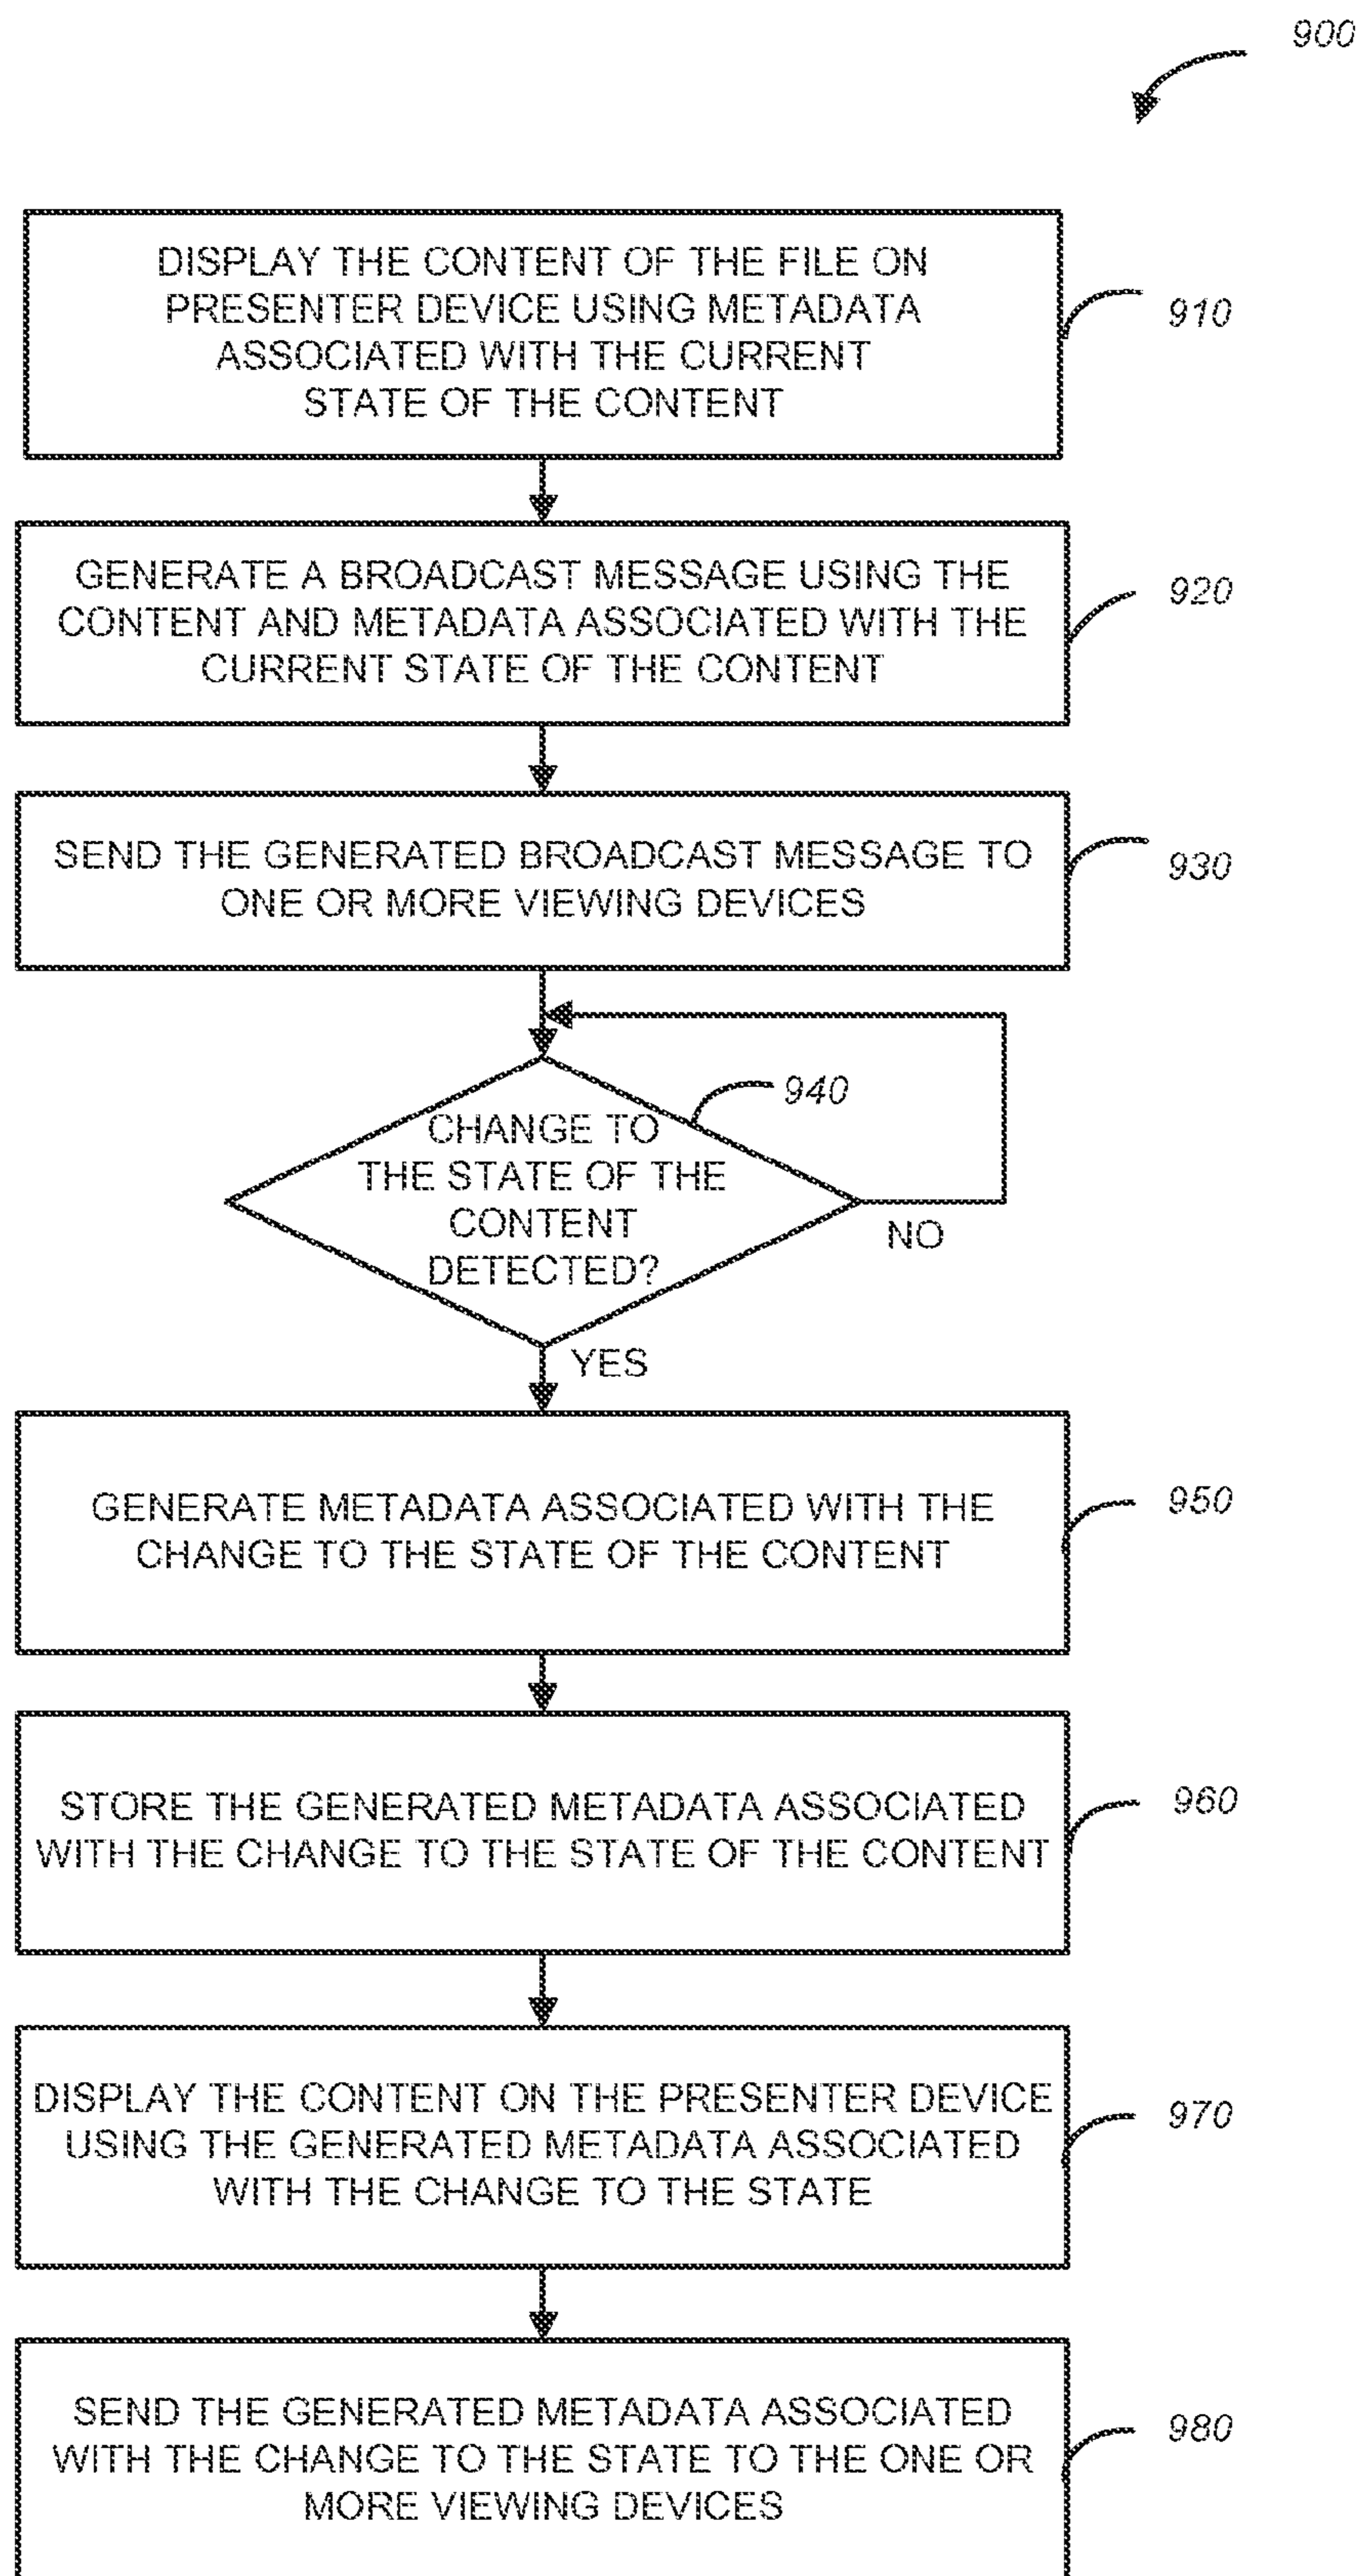 900
DISPLAY THE CONTENT OF THE FILE ON
PRESENTER DEVICE USING METADATA
ASSOCIATED WITH THE CURRENT
STATE OF THE CONTENT
910
GENERATE A BROADCAST MESSAGE USING THE
CONTENT AND METADATA ASSOCIATED WITH THE
CURRENT STATE OF THE CONTENT
920
SEND THE GENERATED BROADCAST MESSAGE TO
ONE OR MORE VIEWING DEVICES
930
940
CHANGE TO
THE STATE OF THE
CONTENT
DETECTED?
NO
YES
GENERATE METADATA ASSOCIATED WITH THE
CHANGE TO THE STATE OF THE CONTENT
950
STORE THE GENERATED METADATA ASSOCIATED
WITH THE CHANGE TO THE STATE OF THE CONTENT
960
DISPLAY THE CONTENT ON THE PRESENTER DEVICE
USING THE GENERATED METADATA ASSOCIATED
WITH THE CHANGE TO THE STATE
970
SEND THE GENERATED METADATA ASSOCIATED
WITH THE CHANGE TO THE STATE TO THE ONE OR
MORE VIEWING DEVICES
980